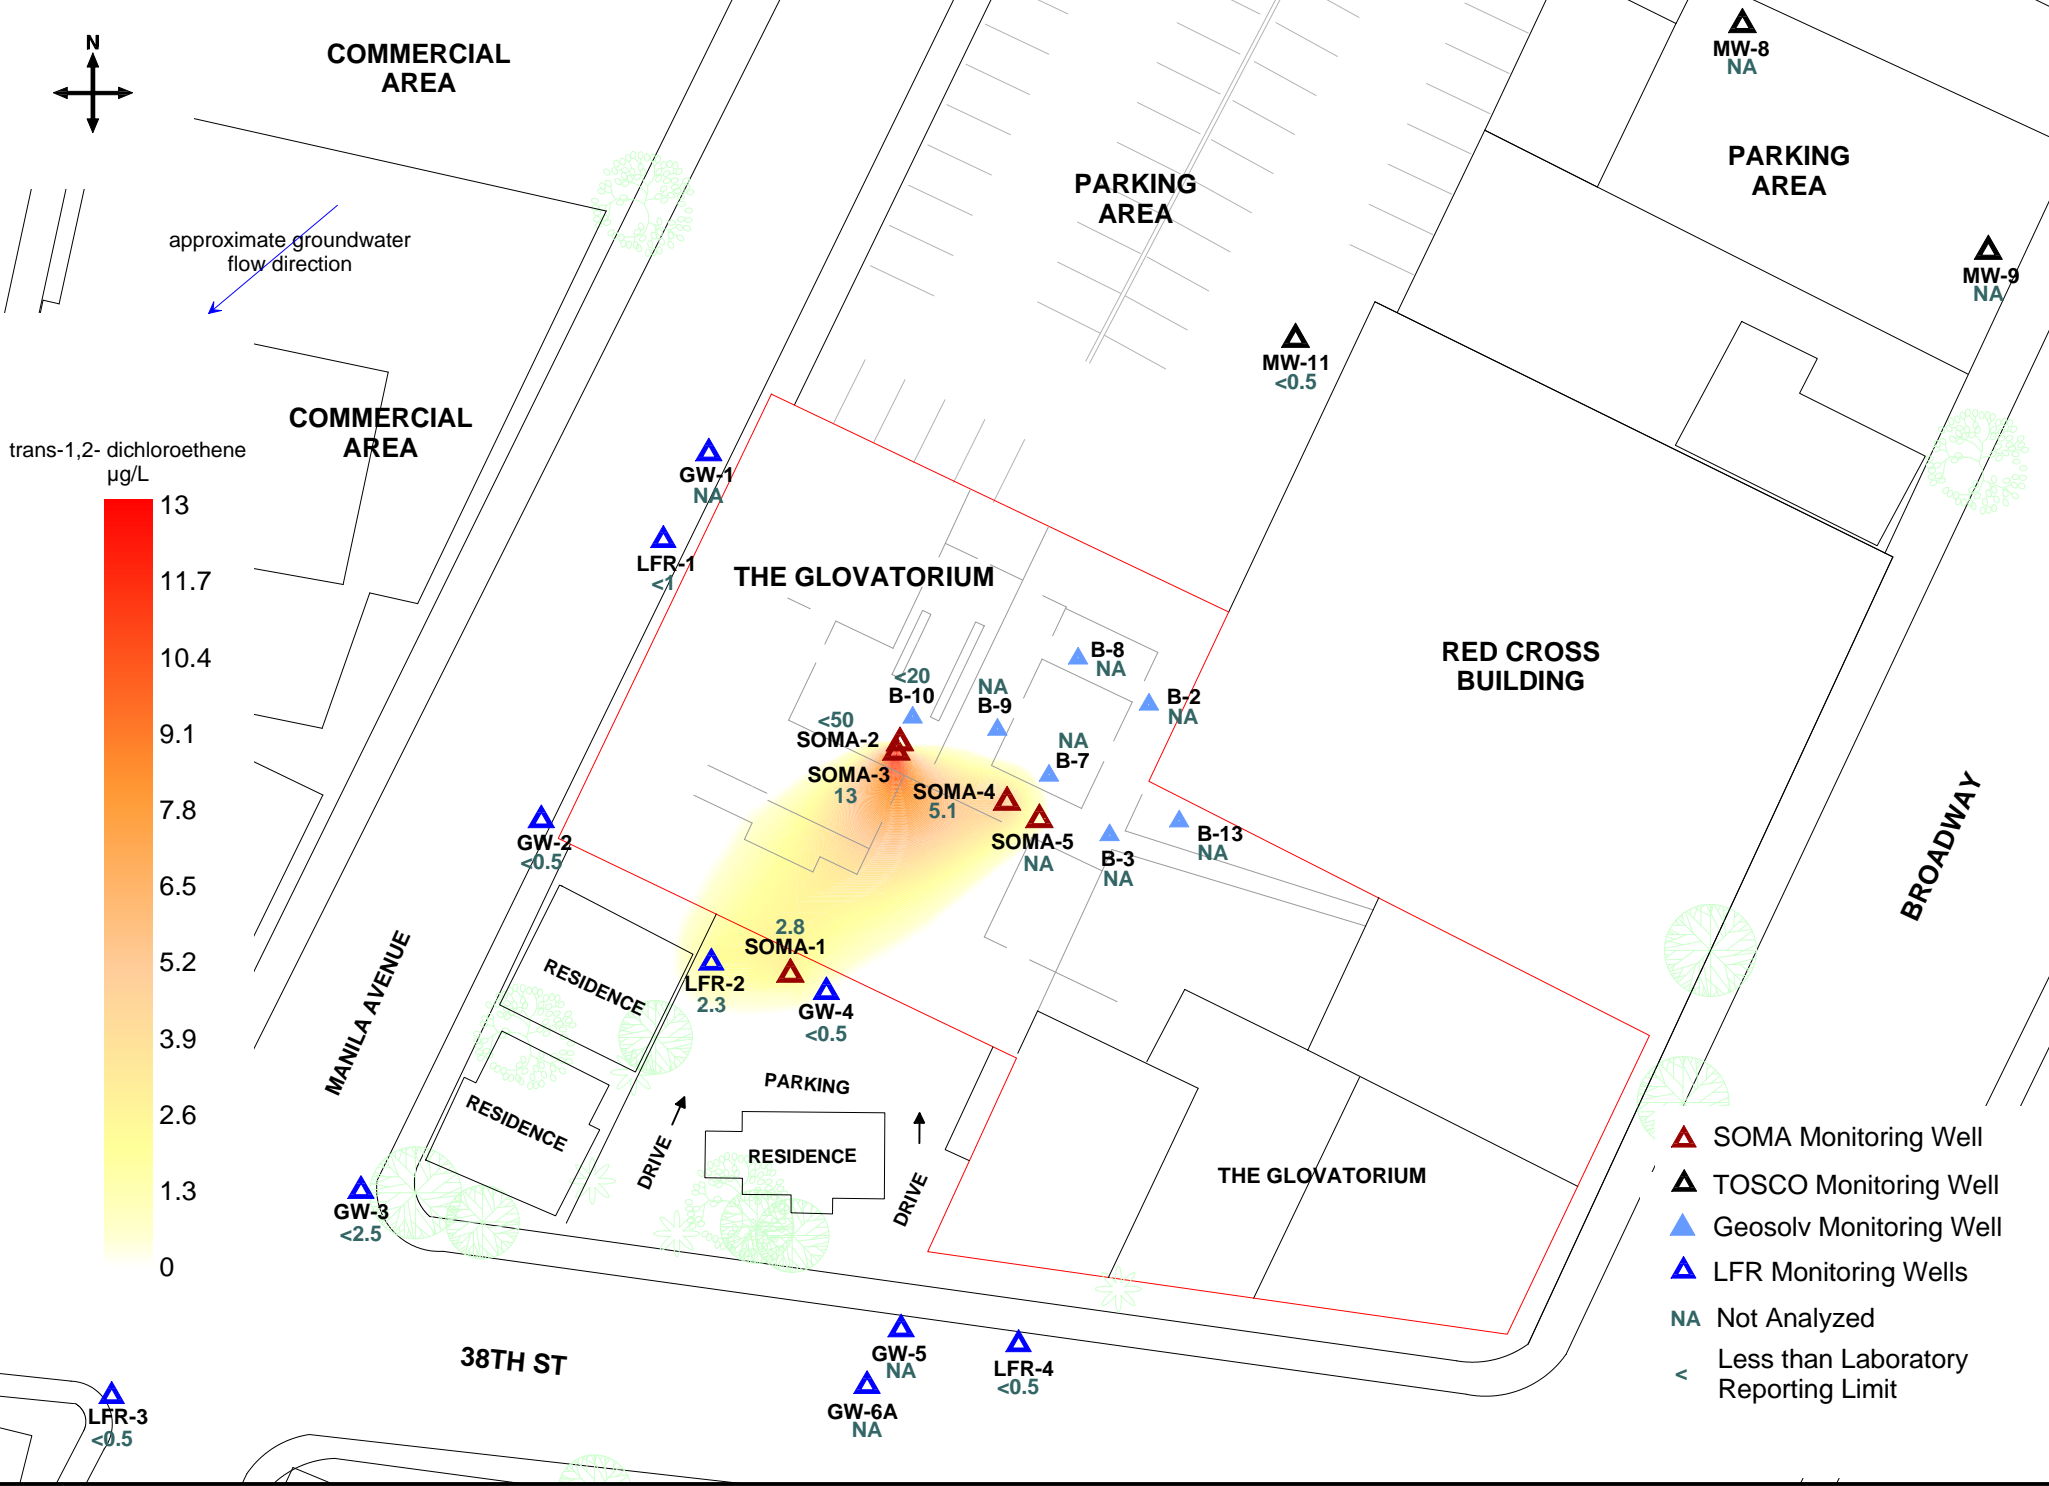 N
COMMERCIAL
AREA
MW-8
NA
PARKING
AREA
PARKING
AREA
approximate groundwater
flow direction
MW-9
NA
MW-11
<0.5
COMMERCIAL
AREA
trans-1,2- dichloroethene
µg/L
13
11.7
10.4
9.1
7.8
6.5
5.2
3.9
2.6
1.3
0
GW-1
NA
LFR-1
<1
THE GLOVATORIUM
RED CROSS
BUILDING
B-8
NA
<20
B-10
NA
B-9
B-2
NA
<50
SOMA-2
NA
B-7
SOMA-3
13
SOMA-4
5.1
SOMA-5
NA
B-3
NA
B-13
NA
GW-2
<0.5
BROADWAY
2.8
SOMA-1
LFR-2
2.3
GW-4
<0.5
RESIDENCE
MANILA AVENUE
RESIDENCE
PARKING
DRIVE
RESIDENCE
DRIVE
THE GLOVATORIUM
GW-3
<2.5
38TH ST
GW-5
NA
GW-6A
NA
LFR-4
<0.5
LFR-3
<0.5
SOMA Monitoring Well
TOSCO Monitoring Well
Geosolv Monitoring Well
LFR Monitoring Wells
NA Not Analyzed
< Less than Laboratory
Reporting Limit